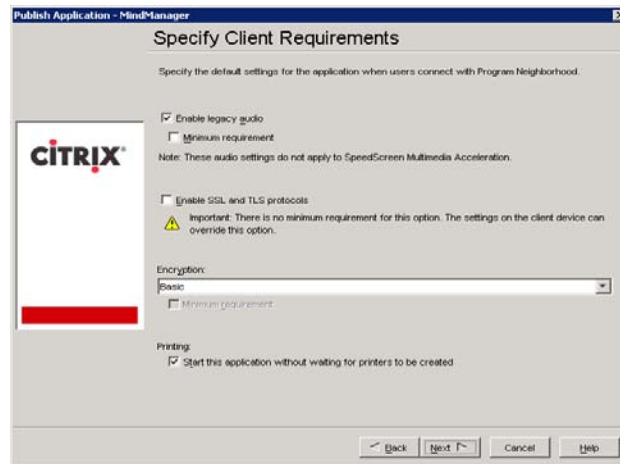 Publish Application - MindManager
Specify Client Requirements
Specify the default settings for the application when users connect with Program Neighborhood.
Enable legacy audio
Minimum requirement
CITRIX
Note: These audio settings do not apply to SpeedScreen Multimedia Acceleration.
Enable SSL and TLS protocols
Important: There is no minimum requirement for this option. The settings on the client device can
override this option.
Encryption:
Basic
Minimum requirement
Printing:
Start this application without waiting for printers to be created
< Back
Next >
Cancel
Help